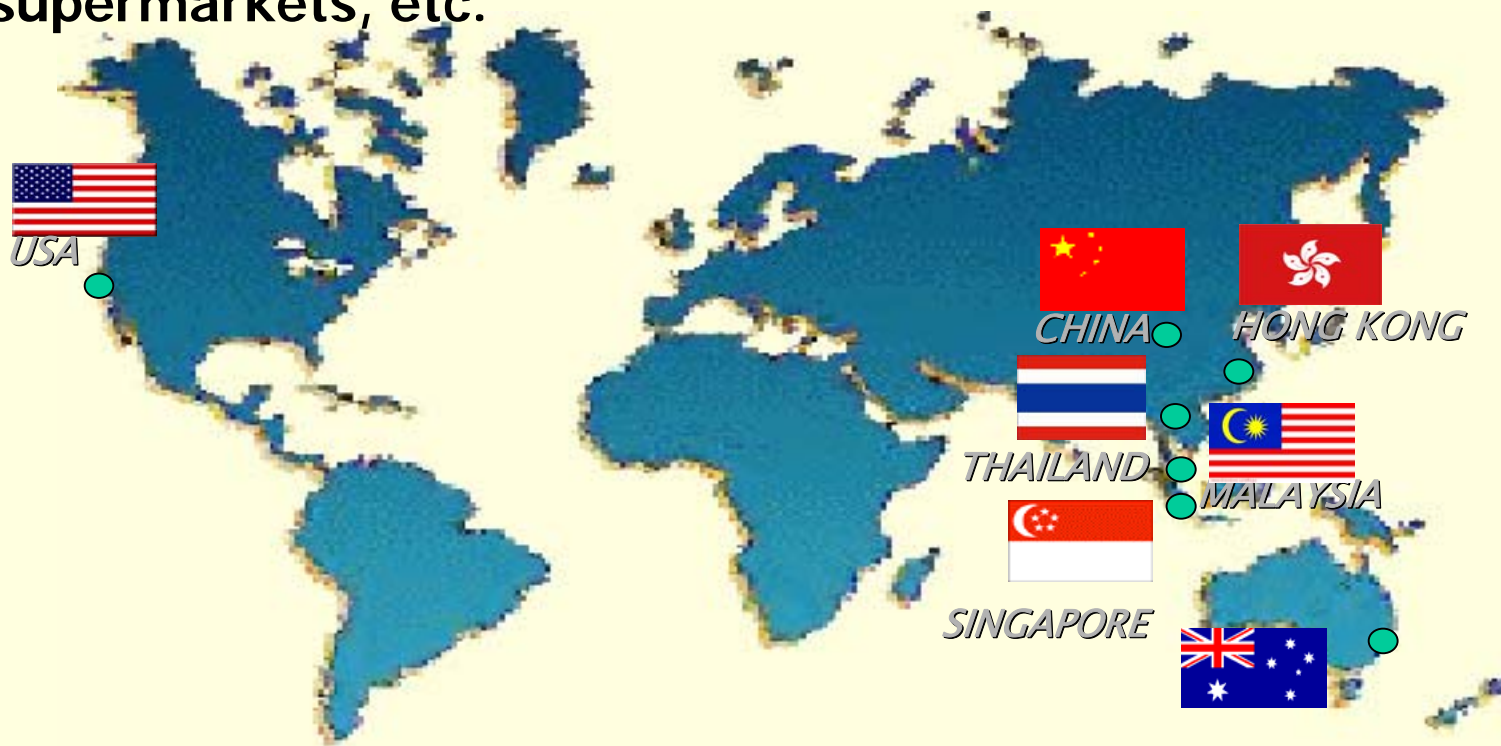 supermarkets, etc.
USA
CHINA
HONG KONG
THAILAND
MALAYSIA
SINGAPORE